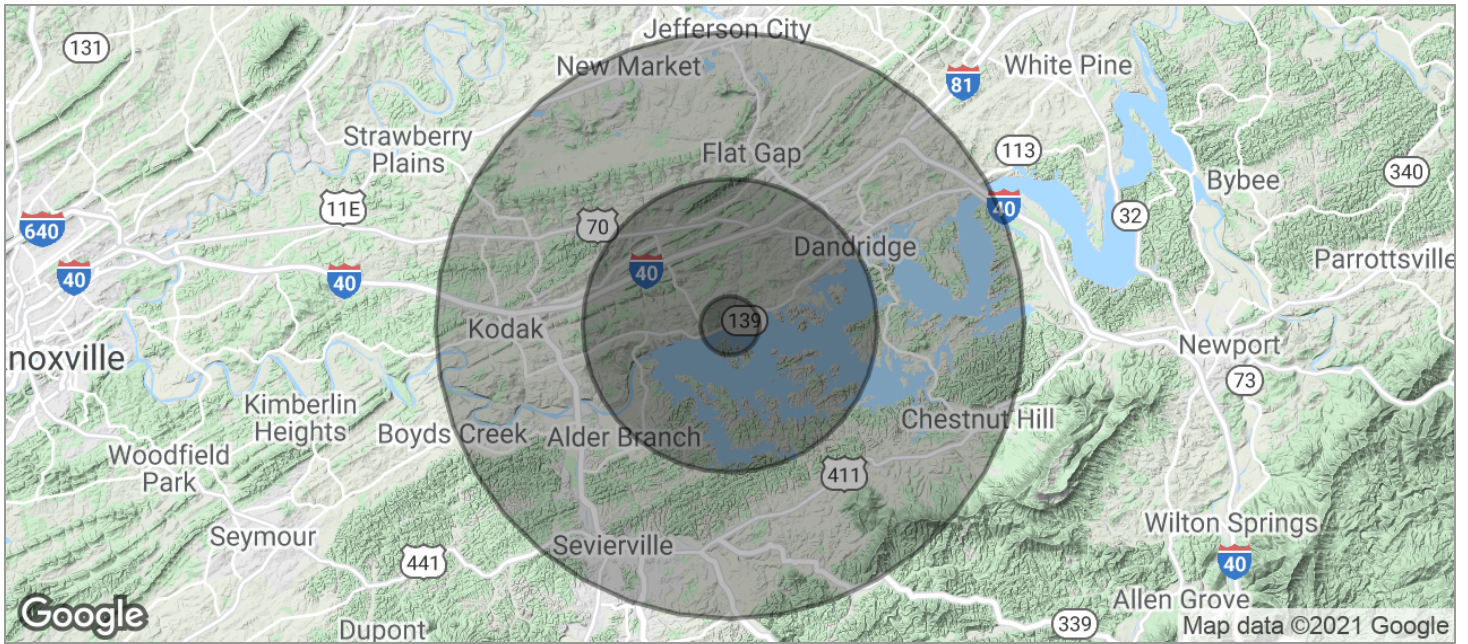 Jefferson City
131
New Market
White Pine
81
Strawberry
Plains
Flat Gap
113
340
Bybee
11E
40
32
70
640
Dandridge
Parrottsville
40
40
40
139
Kodak
Newport
noxville
73
Kimberlin
Heights
Chestnut Hill
Boyds Creek
Alder Branch
Woodfield
Park
411
Wilton Springs
Seymour
Sevierville
441
40
Allen Grove
Google
Dupont
339
Map data ©2021 Google